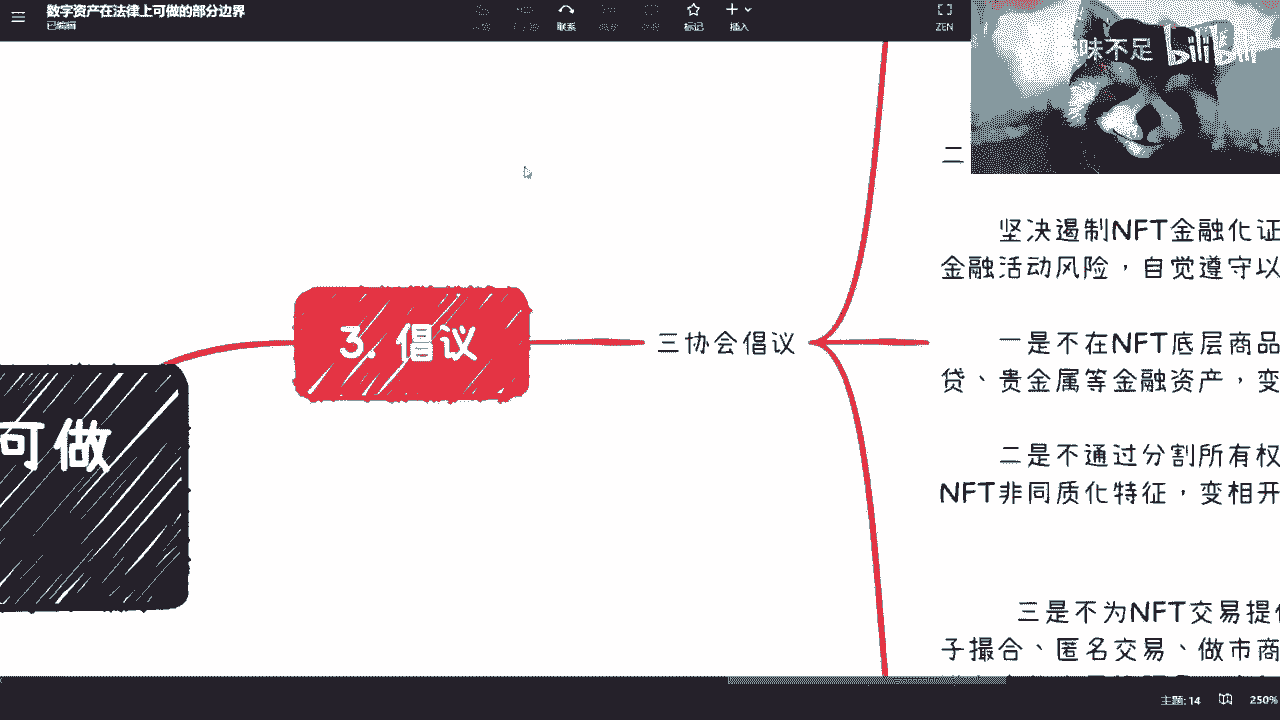 数字资产在法律上可做的部分边界
已编辑
联系
标记
插入
ZEN
味不足 bilibili
二
坚决遏制NFT金融化证
金融活动风险，自觉遵守以
3. 倡议
三协会倡议
一是不在NFT底层商品
贷、贵金属等金融资产，变
可做
二是不通过分割所有权
NFT非同质化特征，变相开
三是不为NFT交易提供
子撮合、匿名交易、做市商
主题: 14
250%